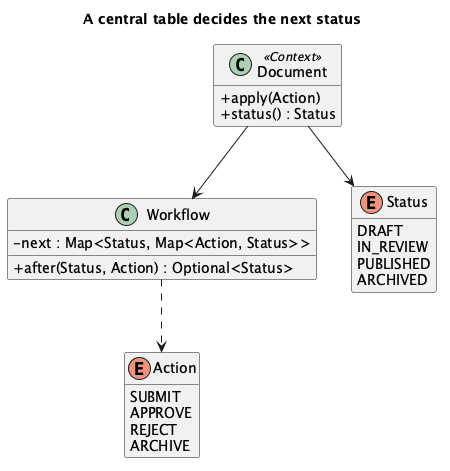 A central table decides the next status
C
«Context»
Document
+apply(Action)
+status() : Status
C Workflow
-next : Map<Status, Map<Action, Status>>
+after(Status, Action) : Optional<Status>
E Status
DRAFT
IN_REVIEW
PUBLISHED
ARCHIVED
E Action
SUBMIT
APPROVE
REJECT
ARCHIVE